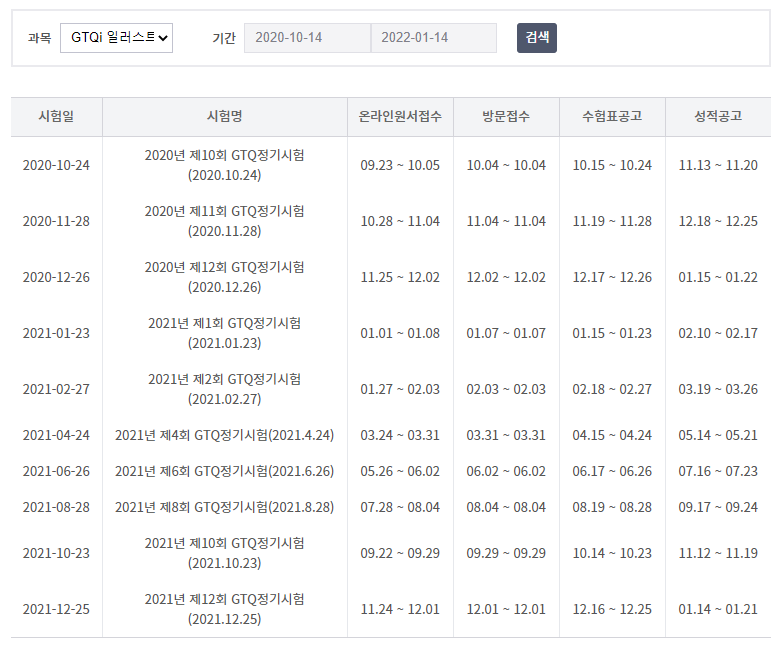 과목 GTQi 일러스트 기간 2020-10-14 2022-01-14 검색
시험일 시험명 온라인원서접수 방문접수 수험표공고 성적공고
2020-10-24 2020년 제10회 GTQ정기시험 (2020.10.24) 09.23 ~ 10.05 10.04 ~ 10.04 10.15 ~ 10.24 11.13 ~ 11.20
2020-11-28 2020년 제11회 GTQ정기시험 (2020.11.28) 10.28 ~ 11.04 11.04 ~ 11.04 11.19 ~ 11.28 12.18 ~ 12.25
2020-12-26 2020년 제12회 GTQ정기시험 (2020.12.26) 11.25 ~ 12.02 12.02 ~ 12.02 12.17 ~ 12.26 01.15 ~ 01.22
2021-01-23 2021년 제1회 GTQ정기시험 (2021.01.23) 01.01 ~ 01.08 01.07 ~ 01.07 01.15 ~ 01.23 02.10 ~ 02.17
2021-02-27 2021년 제2회 GTQ정기시험 (2021.02.27) 01.27 ~ 02.03 02.03 ~ 02.03 02.18 ~ 02.27 03.19 ~ 03.26
2021-04-24 2021년 제4회 GTQ정기시험(2021.4.24) 03.24 ~ 03.31 03.31 ~ 03.31 04.15 ~ 04.24 05.14 ~ 05.21
2021-06-26 2021년 제6회 GTQ정기시험(2021.6.26) 05.26 ~ 06.02 06.02 ~ 06.02 06.17 ~ 06.26 07.16 ~ 07.23
2021-08-28 2021년 제8회 GTQ정기시험(2021.8.28) 07.28 ~ 08.04 08.04 ~ 08.04 08.19 ~ 08.28 09.17 ~ 09.24
2021-10-23 2021년 제10회 GTQ정기시험 (2021.10.23) 09.22 ~ 09.29 09.29 ~ 09.29 10.14 ~ 10.23 11.12 ~ 11.19
2021-12-25 2021년 제12회 GTQ정기시험 (2021.12.25) 11.24 ~ 12.01 12.01 ~ 12.01 12.16 ~ 12.25 01.14 ~ 01.21